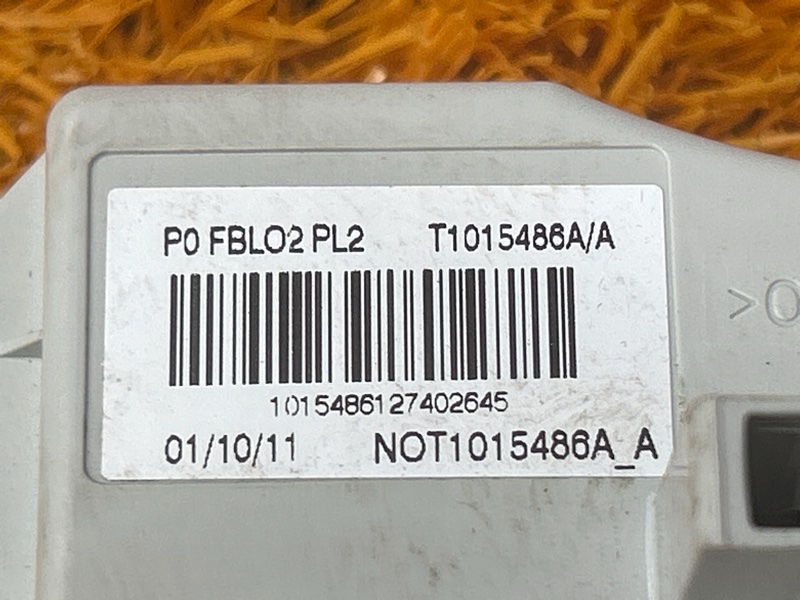 P0 FBLO2 PL2 T1015486A/A
1015486127402645
01/10/11 NOT1015486A_A
>O